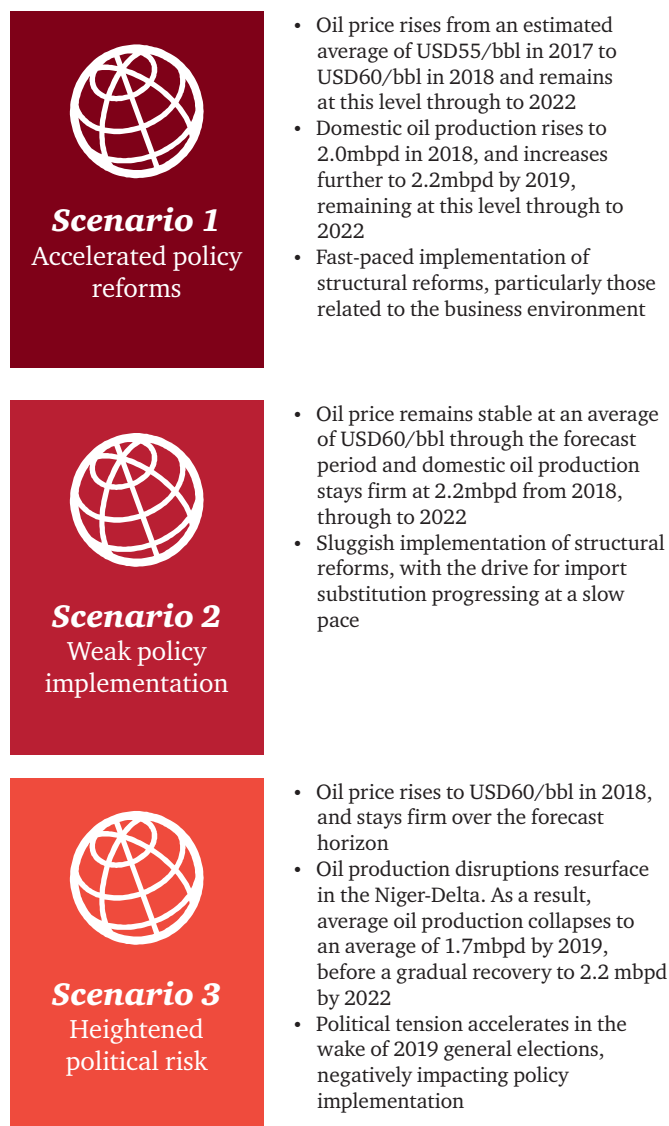 Scenario 1
Accelerated policy
reforms
• Oil price rises from an estimated
average of USD55/bbl in 2017 to
USD60/bbl in 2018 and remains
at this level through to 2022
• Domestic oil production rises to
2.0mbpd in 2018, and increases
further to 2.2mbpd by 2019,
remaining at this level through to
2022
• Fast-paced implementation of
structural reforms, particularly those
related to the business environment
Scenario 2
Weak policy
implementation
• Oil price remains stable at an average
of USD60/bbl through the forecast
period and domestic oil production
stays firm at 2.2mbpd from 2018,
through to 2022
• Sluggish implementation of structural
reforms, with the drive for import
substitution progressing at a slow
pace
Scenario 3
Heightened
political risk
• Oil price rises to USD60/bbl in 2018,
and stays firm over the forecast
horizon
• Oil production disruptions resurface
in the Niger-Delta. As a result,
average oil production collapses to
an average of 1.7mbpd by 2019,
before a gradual recovery to 2.2 mbpd
by 2022
• Political tension accelerates in the
wake of 2019 general elections,
negatively impacting policy
implementation